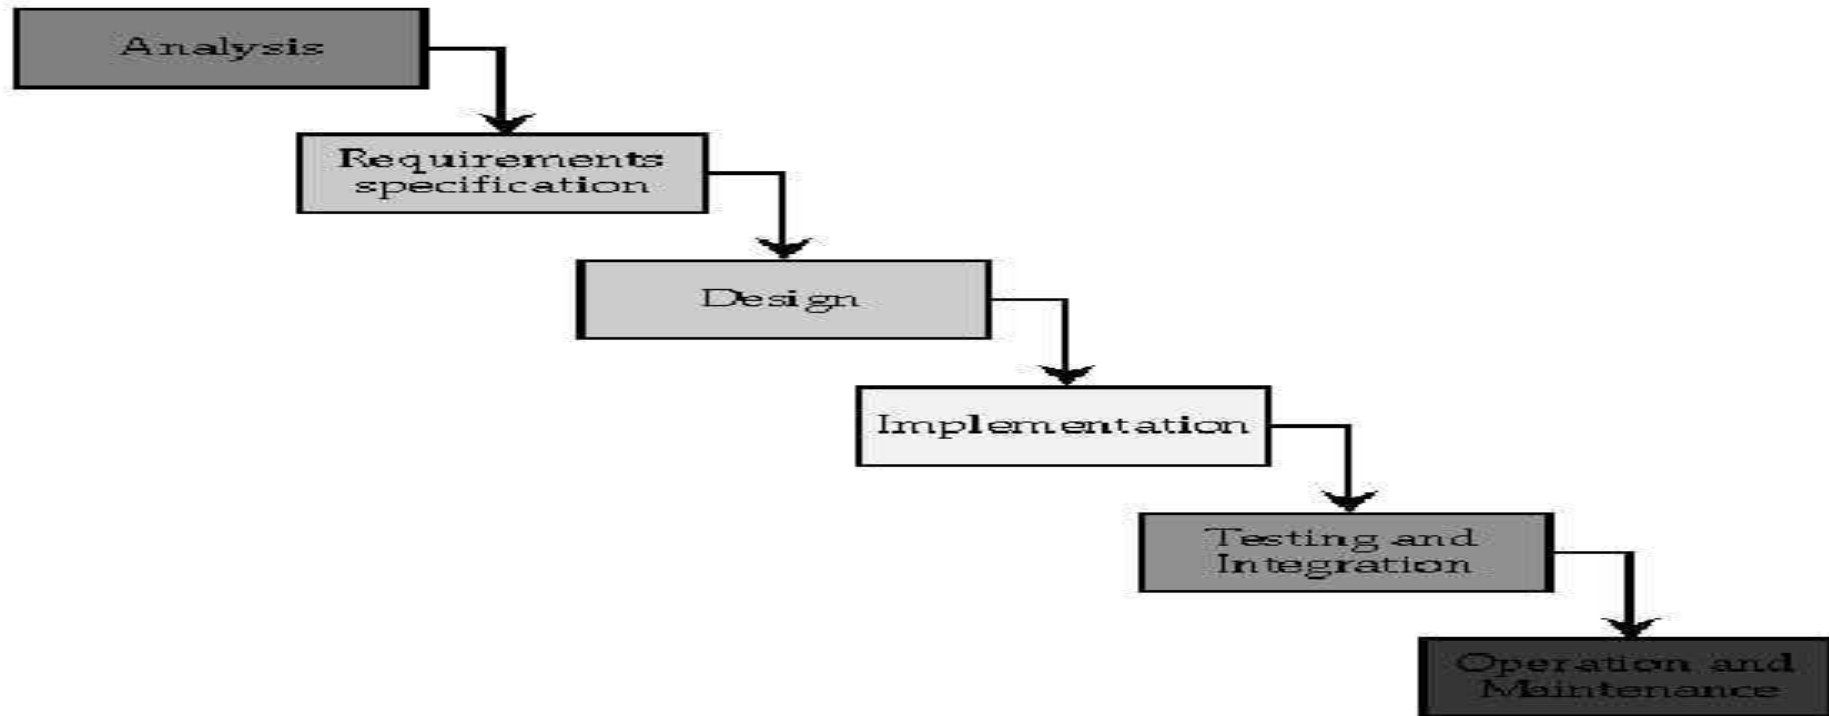 Analysis
Requirements
specification
Design
Implementation
Testing and
Integration
Operation and
Maintenance